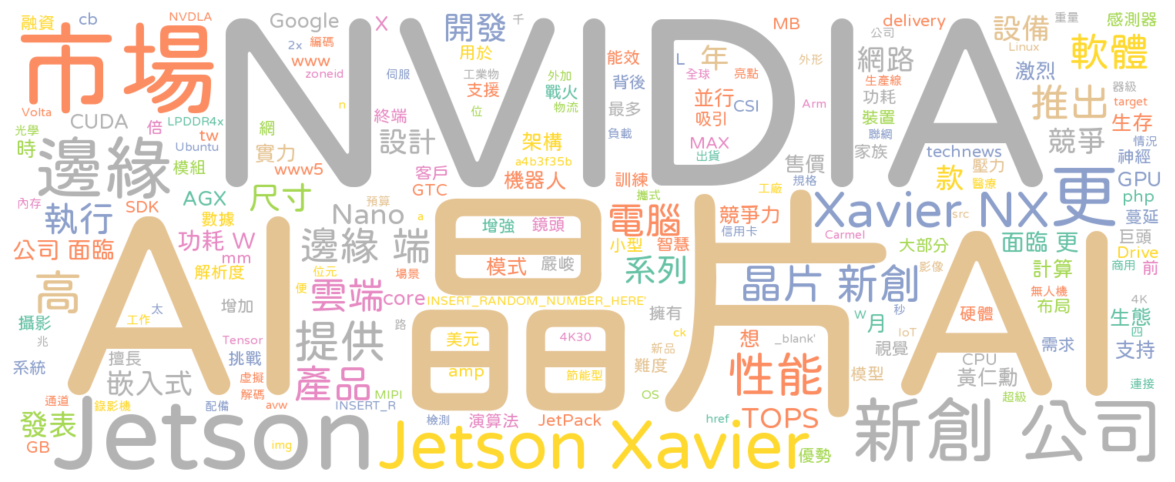 融資 cb NVDLA Google X 開發 千 MB 公司 delivery 設備 重量 感測器
市場 NVIDIA 2x 編碼 用於 能效 L 年 網路 Linux 軟體
www 工業物 外加 全球 亮點 外形 生產線 激烈
zoneid 伺服 支援 戰火 背後 並行 CSI 功耗 推出 器級
Volta CUDA LPDDR4x n 位 物流 最多 吸引 Arm 裝置 target
光學 倍 tw 終端 設計 架構 負載 MAX 聯網 競爭 生存
時 邊緣 Ubuntu 網 實力 a4b3f35b 出貨 售價 家族 technews 情況
模組 www5 客戶 機器人 訓練 規格 壓力 神經
AGX 尺寸 GTC 攜式 工廠 款 醫療 GPU
內存 執行 SDK 數據 Nano 預算 a 增強 鏡頭 電腦 競爭力 Xavier NX 更 php
公司 面臨 功耗 W 邊緣 端 AI 晶片 AI 小型 智慧 信用卡 Carmel src 蔓延
mm 大部分 面臨 更 巨頭
高 解析度 位元 場景 模式 嚴峻 系列 晶片 新創 影像 計算 Drive 前
雲端 core 便 INSERT_RANDOM_NUMBER_HERE' 無人機 商用
攝影 太 工作 增加 提供 路 擁有 想 w 月 秒 硬體 布局 4K
兆 Tensor 美元 4K30 ck _blank' 視覺 IoT 生態 四
系統 擅長 挑戰 難度 新品 CPU 需求 支持
嵌入式 虛擬 產品 amp 節能型 性能 模型 黃仁勳 連接
通道 錄影機 解碼 MIPI OS 超級
發表 配備 avw INSERT_R 檢測 演算法 JetPack href TOPS
GB Jetson img Jetson Xavier 優勢 新創 公司